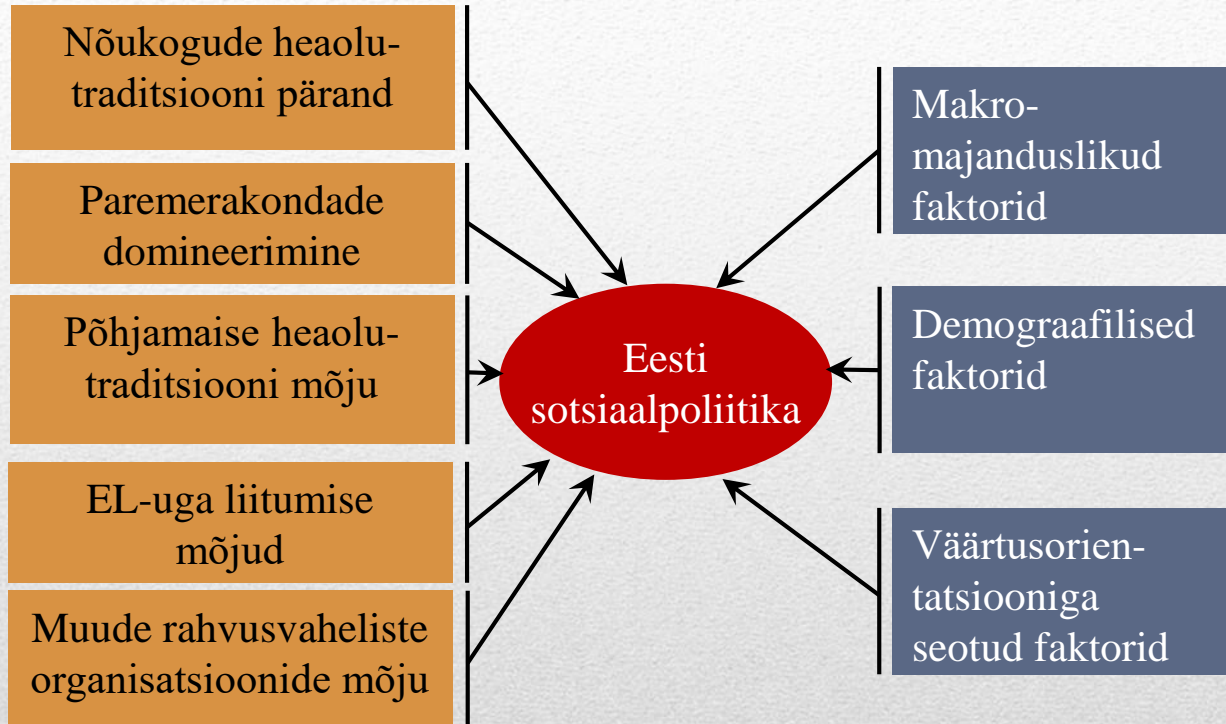 Nõukogude heaolu-
traditsiooni pärand
Paremerakondade
domineerimine
Põhjamaise heaolu-
traditsiooni mõju
EL-uga liitumise
mõjud
Muude rahvusvaheliste
organisatsioonide mõju
Eesti
sotsiaalpoliitika
Makro-
majanduslikud
faktorid
Demograafilised
faktorid
Väärtusorien-
tatsiooniga
seotud faktorid